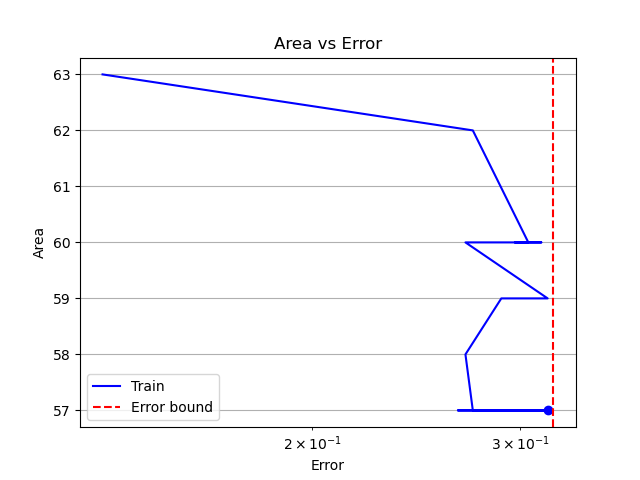 Area vs Error
Area
63
62
61
60
59
58
57
Train
Error bound
2 × 10⁻¹
3 × 10⁻¹
Error